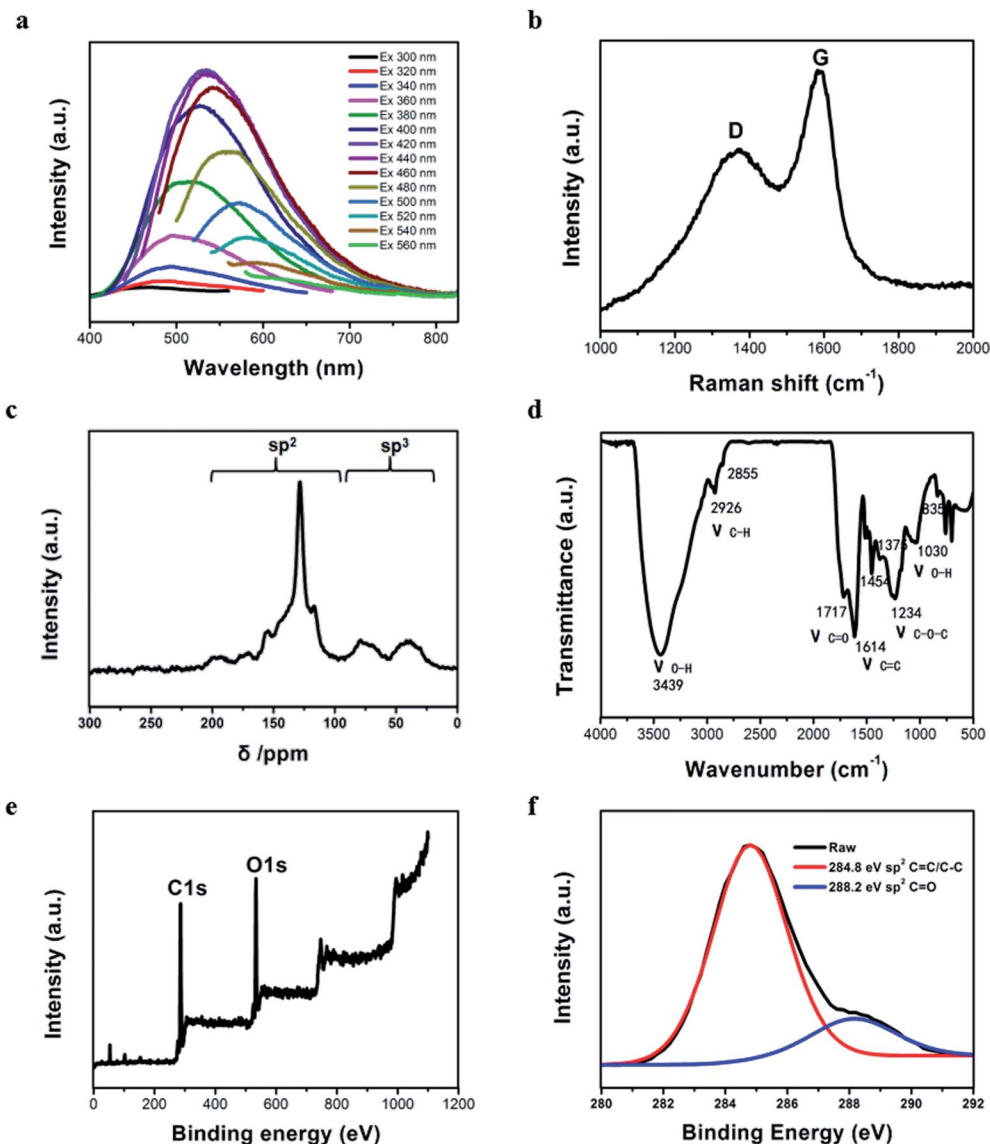 a
Intensity (a.u.)
Ex 300 nm
Ex 320 nm
Ex 340 nm
Ex 360 nm
Ex 380 nm
Ex 400 nm
Ex 420 nm
Ex 440 nm
Ex 460 nm
Ex 480 nm
Ex 500 nm
Ex 520 nm
Ex 540 nm
Ex 560 nm
400 500 600 700 800
Wavelength (nm)
b
Intensity (a.u.)
D
G
1000 1200 1400 1600 1800 2000
Raman shift (cm⁻¹)
c
Intensity (a.u.)
sp² sp³
300 250 200 150 100 50 0
δ /ppm
d
Transmittance (a.u.)
2855
2926
V C-H
V O-H
3439
835
1375
1030
V O-H
1454
1717
V C=O
1234
V C-O-C
1614
V C=C
4000 3500 3000 2500 2000 1500 1000 500
Wavenumber (cm⁻¹)
e
Intensity (a.u.)
C1s
O1s
0 200 400 600 800 1000 1200
Binding energy (eV)
f
Intensity (a.u.)
Raw
284.8 eV sp² C=C/C-C
288.2 eV sp² C=O
280 282 284 286 288 290 292
Binding Energy (eV)